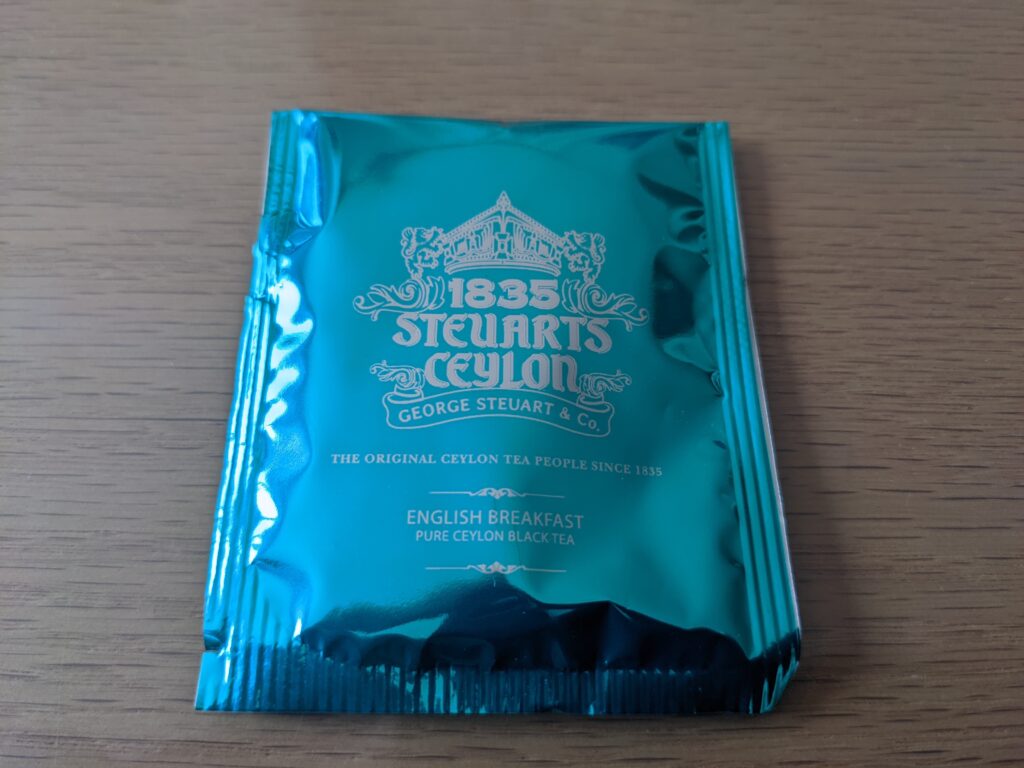 1835
STEUARTS
CEYLON
GEORGE STEUART & Co.
THE ORIGINAL CEYLON TEA PEOPLE SINCE 1835
ENGLISH BREAKFAST
PURE CEYLON BLACK TEA